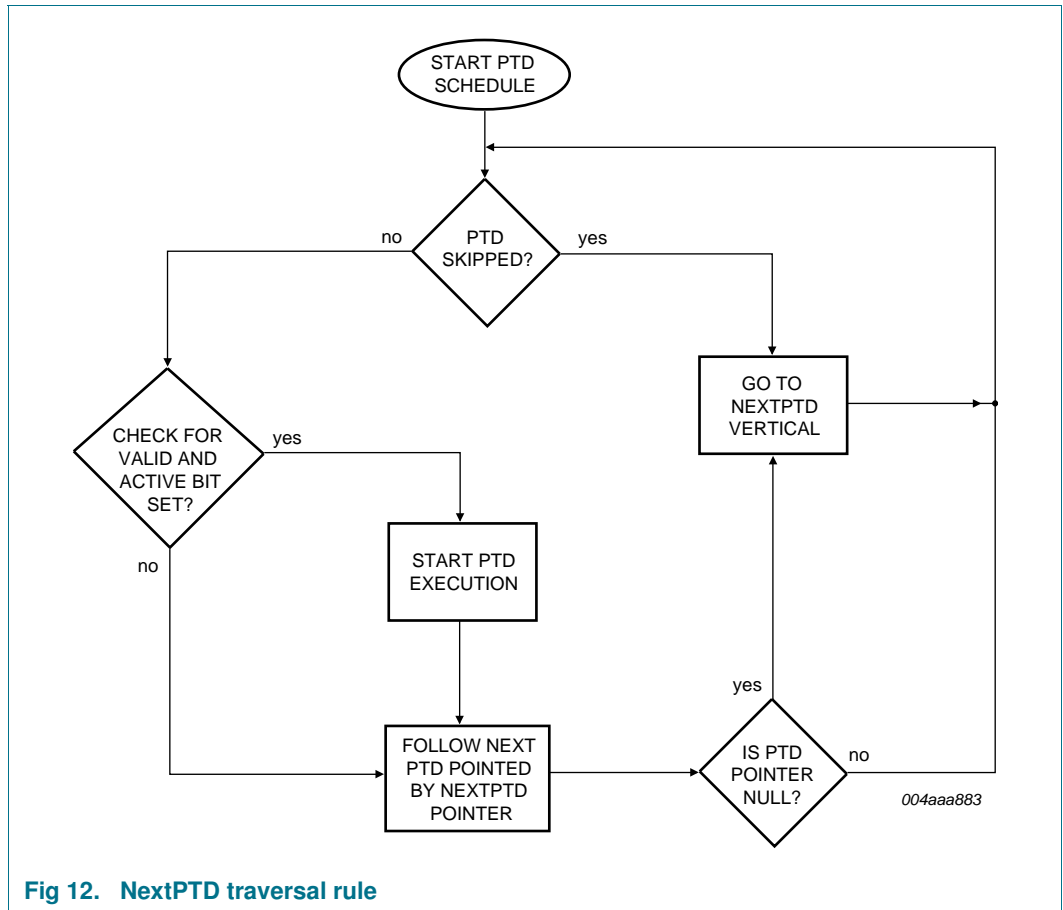 START PTD
SCHEDULE
PTD
SKIPPED?
no
yes
GO TO
NEXTPTD
VERTICAL
CHECK FOR
VALID AND
ACTIVE BIT
SET?
yes
no
START PTD
EXECUTION
FOLLOW NEXT
PTD POINTED
BY NEXTPTD
POINTER
yes
IS PTD
POINTER
NULL?
no
004aaa883
Fig 12. NextPTD traversal rule